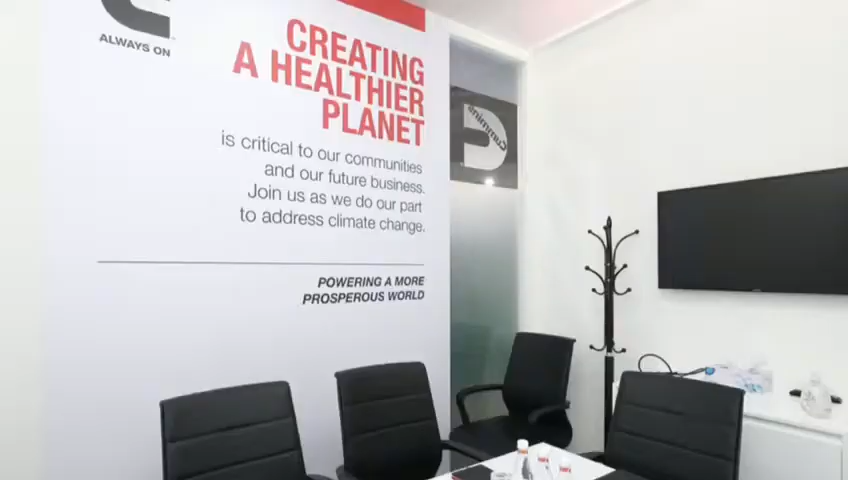 ALWAYS ON
CREATING
A HEALTHIER
PLANET
is critical to our communities
and our future business.
Join us as we do our part
to address climate change.
POWERING A MORE
PROSPEROUS WORLD
Cummins